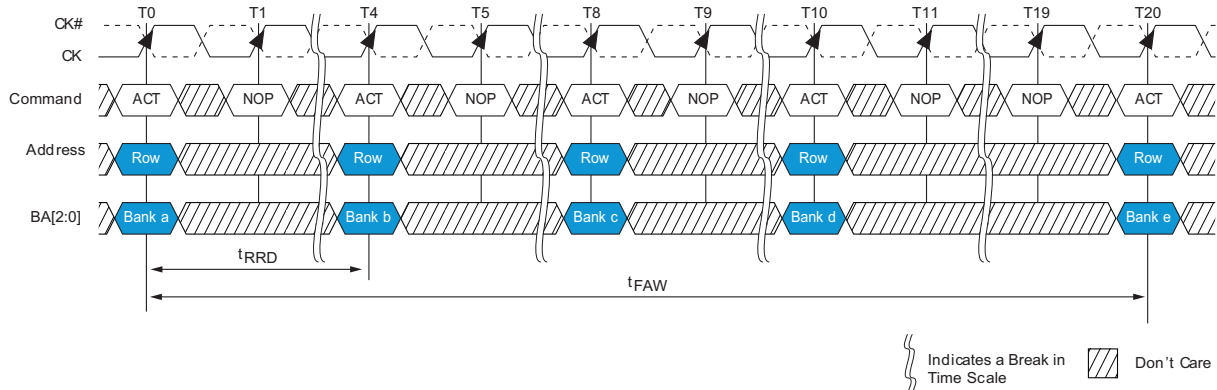 T0 T1 T4 T5 T8 T9 T10 T11 T19 T20
CK#
CK
Command ACT NOP ACT NOP ACT NOP ACT NOP NOP ACT
Address Row Row Row Row Row
BA[2:0] Bank a Bank b Bank c Bank d Bank e
tRRD
tFAW
Indicates a Break in
Time Scale
Don't Care